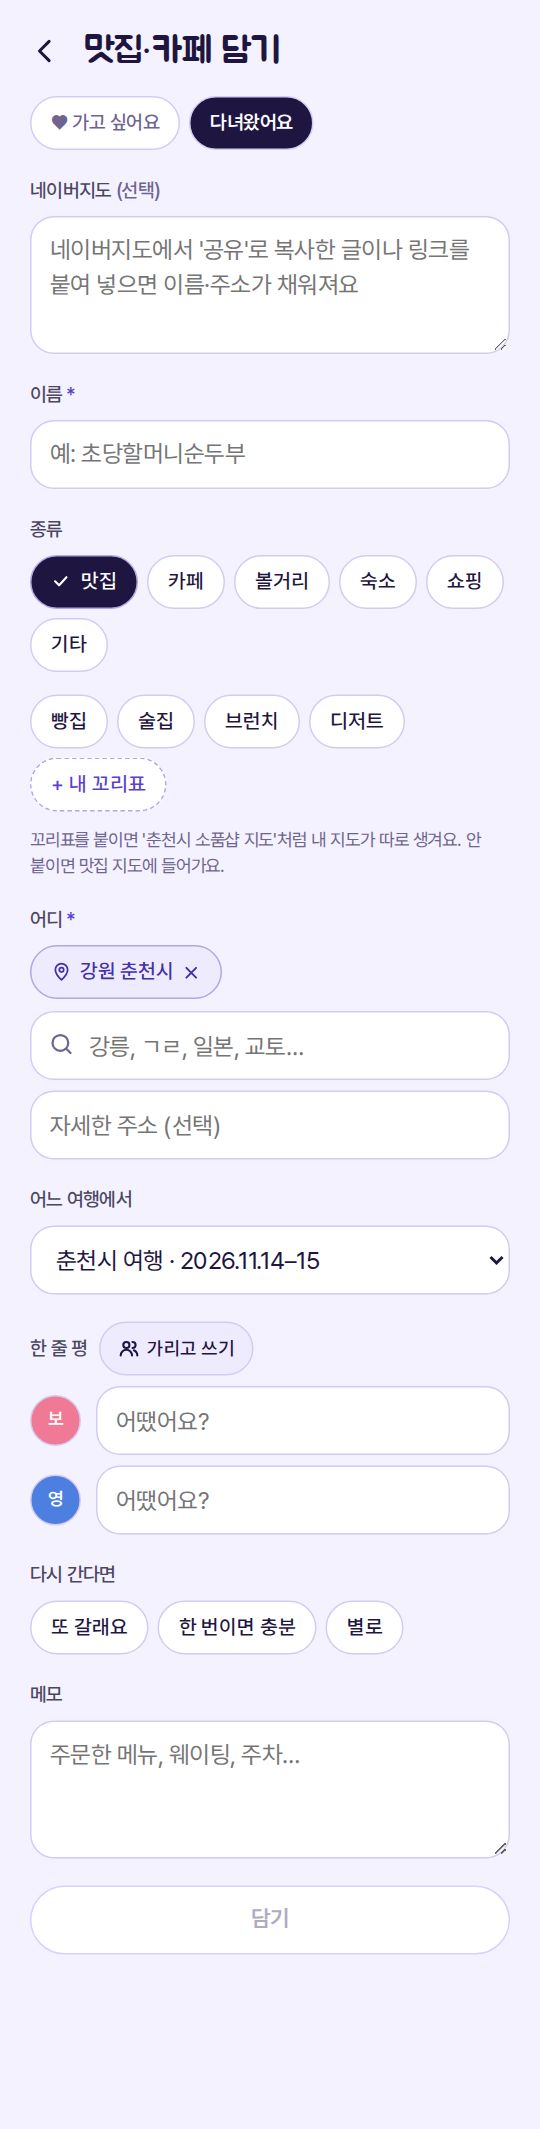 맛집·카페 담기
♥ 가고 싶어요 다녀왔어요
네이버지도 (선택)
네이버지도에서 '공유'로 복사한 글이나 링크를
붙여 넣으면 이름·주소가 채워져요
이름 *
예: 초당할머니순두부
종류
맛집 카페 볼거리 숙소 쇼핑
기타
빵집 술집 브런치 디저트
+ 내 꼬리표
꼬리표를 붙이면 '춘천시 소품샵 지도'처럼 내 지도가 따로 생겨요. 안
붙이면 맛집 지도에 들어가요.
어디 *
강원 춘천시
강릉, ㄱㄹ, 일본, 교토...
자세한 주소 (선택)
어느 여행에서
춘천시 여행 · 2026.11.14–15
한 줄 평 가리고 쓰기
보 어땠어요?
영 어땠어요?
다시 간다면
또 갈래요 한 번이면 충분 별로
메모
주문한 메뉴, 웨이팅, 주차...
담기